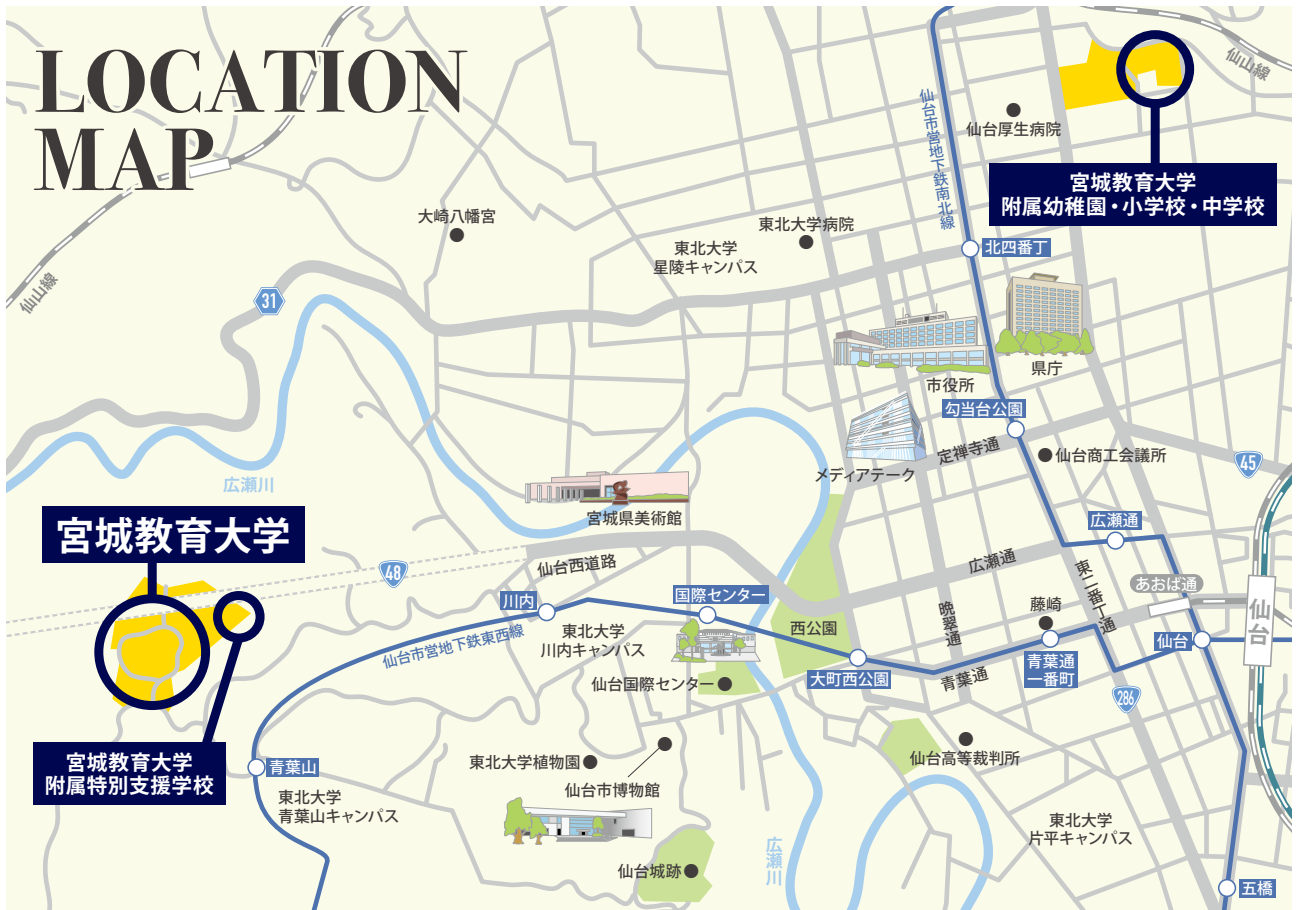 LOCATION
MAP
仙山線
仙台市営地下鉄南北線
仙台厚生病院
宮城教育大学
附属幼稚園・小学校・中学校
大崎八幡宮
東北大学病院
東北大学
星陵キャンパス
北四番丁
仙山線
31
県庁
市役所
勾当台公園
定禅寺通
仙台商工会議所
45
メディアテーク
広瀬川
宮城県美術館
宮城教育大学
広瀬通
広瀬通
仙台西道路
48
東二番丁通
あおば通
川内
国際センター
晩翠通
藤崎
仙台
東北大学
川内キャンパス
西公園
仙台市営地下鉄東西線
仙台
青葉通
一番町
仙台国際センター
大町西公園
青葉通
286
宮城教育大学
附属特別支援学校
青葉山
東北大学植物園
仙台高等裁判所
仙台市博物館
東北大学
青葉山キャンパス
東北大学
片平キャンパス
広瀬川
仙台城跡
五橋